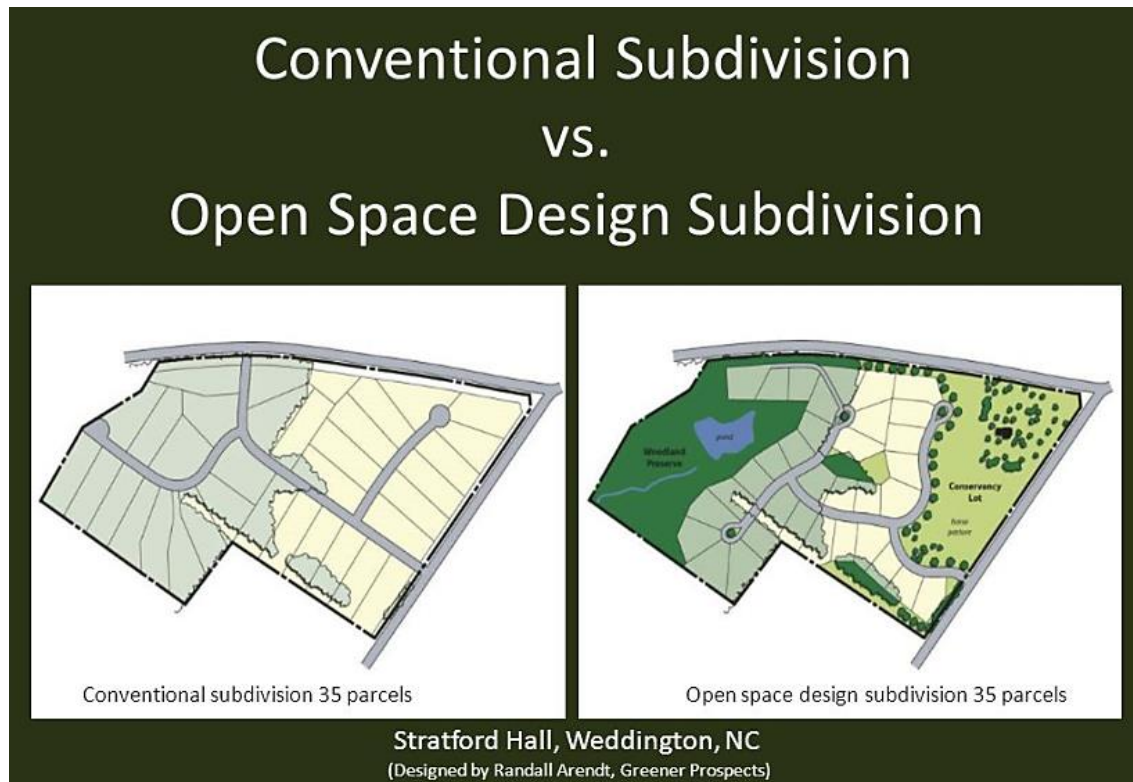 Conventional Subdivision
vs.
Open Space Design Subdivision
Conventional subdivision 35 parcels
pond
Woodland
Preserve
Conservancy
Lot
horse
pasture
Open space design subdivision 35 parcels
Stratford Hall, Weddington, NC
(Designed by Randall Arendt, Greener Prospects)